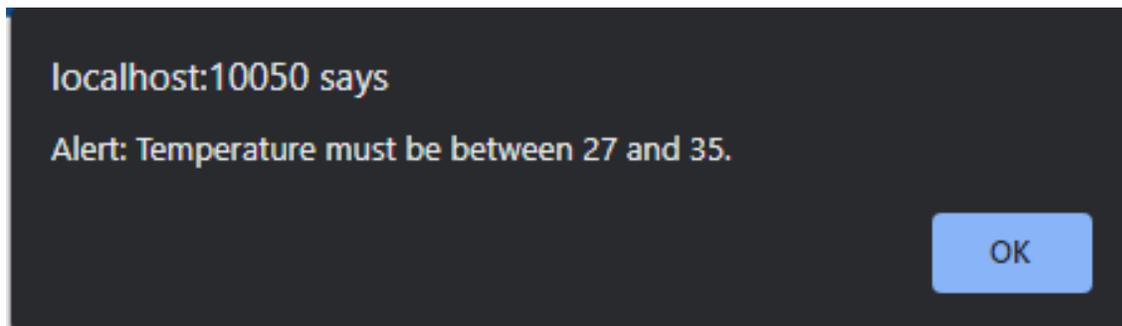 localhost:10050 says
Alert: Temperature must be between 27 and 35.
OK